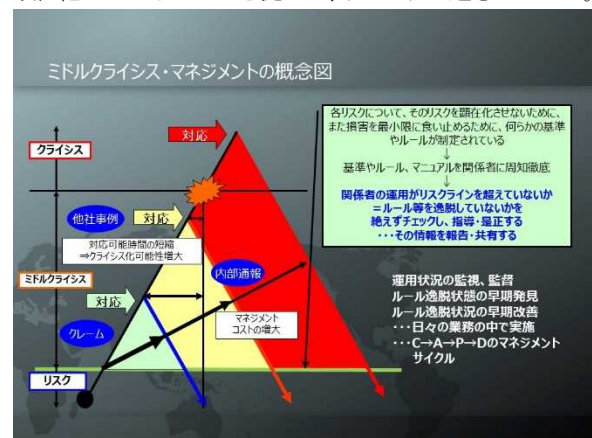 ミドルクライシス・マネジメントの概念図
クライシス
対応
他社事例
対応
対応可能時間の短縮
⇒クライシス化可能性増大
ミドルクライシス
対応
内部通報
クレーム
マネジメント
コストの増大
リスク
各リスクについて、そのリスクを顕在化させないために、
また損害を最小限に食い止めるために、何らかの基準
やルールが制定されている
↓
基準やルール、マニュアルを関係者に周知徹底
↓
関係者の運用がリスクラインを超えていないか
=ルール等を逸脱していないかを
絶えずチェックし、指導・是正する
・・・その情報を報告・共有する
運用状況の監視、監督
ルール逸脱状態の早期発見
ルール逸脱状況の早期改善
・・・日々の業務の中で実施
・・・C→A→P→Dのマネジメント
サイクル